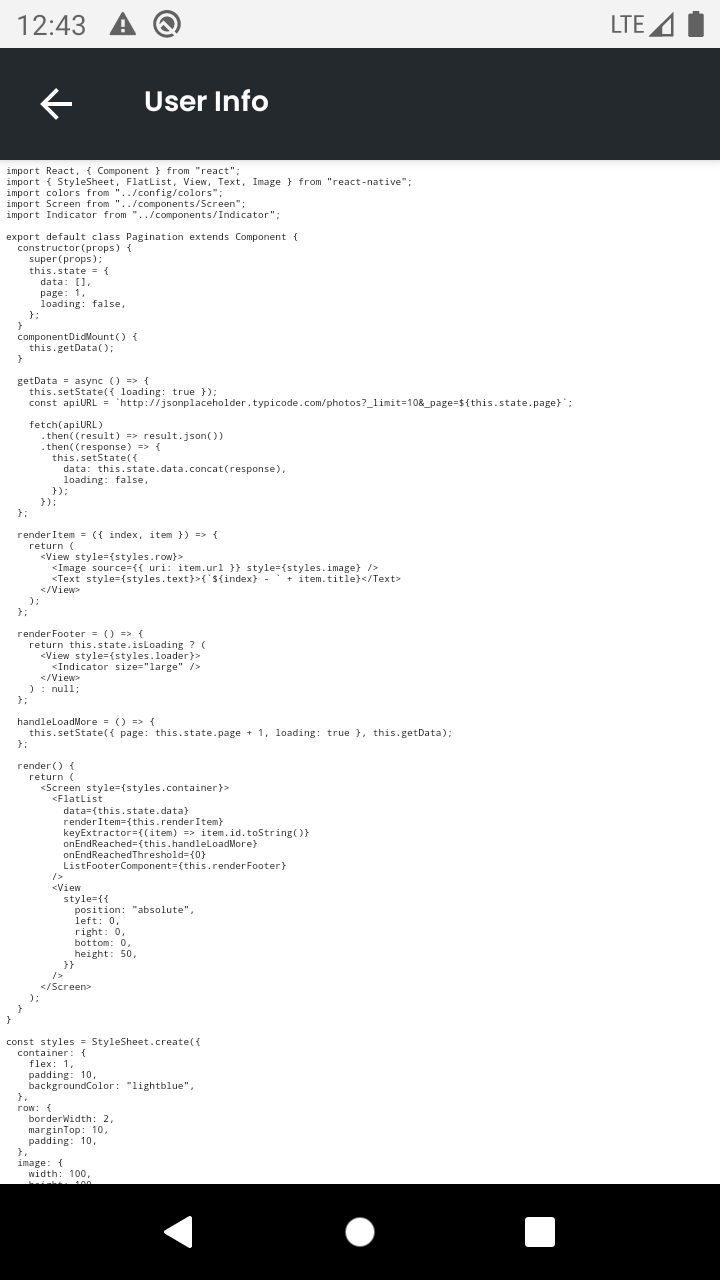 12:43 LTE
User Info
import React, { Component } from "react";
import { StyleSheet, FlatList, View, Text, Image } from "react-native";
import colors from "../config/colors";
import Screen from "../components/Screen";
import Indicator from "../components/Indicator";

export default class Pagination extends Component {
  constructor(props) {
    super(props);
    this.state = {
      data: [],
      page: 1,
      loading: false,
    };
  }
  componentDidMount() {
    this.getData();
  }

  getData = async () => {
    this.setState({ loading: true });
    const apiURL = `http://jsonplaceholder.typicode.com/photos?_limit=10&_page=${this.state.page}`;

    fetch(apiURL)
      .then((result) => result.json())
      .then((response) => {
        this.setState({
          data: this.state.data.concat(response),
          loading: false,
        });
      });
  };

  renderItem = ({ index, item }) => {
    return (
      <View style={styles.row}>
        <Image source={{ uri: item.url }} style={styles.image} />
        <Text style={styles.text}>{`${index} - ` + item.title}</Text>
      </View>
    );
  };

  renderFooter = () => {
    return this.state.isLoading ? (
      <View style={styles.loader}>
        <Indicator size="large" />
      </View>
    ) : null;
  };

  handleLoadMore = () => {
    this.setState({ page: this.state.page + 1, loading: true }, this.getData);
  };

  render() {
    return (
      <Screen style={styles.container}>
        <FlatList
          data={this.state.data}
          renderItem={this.renderItem}
          keyExtractor={(item) => item.id.toString()}
          onEndReached={this.handleLoadMore}
          onEndReachedThreshold={0}
          ListFooterComponent={this.renderFooter}
        />
        <View
          style={{
            position: "absolute",
            left: 0,
            right: 0,
            bottom: 0,
            height: 50,
          }}
        />
      </Screen>
    );
  }
}

const styles = StyleSheet.create({
  container: {
    flex: 1,
    padding: 10,
    backgroundColor: "lightblue",
  },
  row: {
    borderWidth: 2,
    marginTop: 10,
    padding: 10,
  },
  image: {
    width: 100,